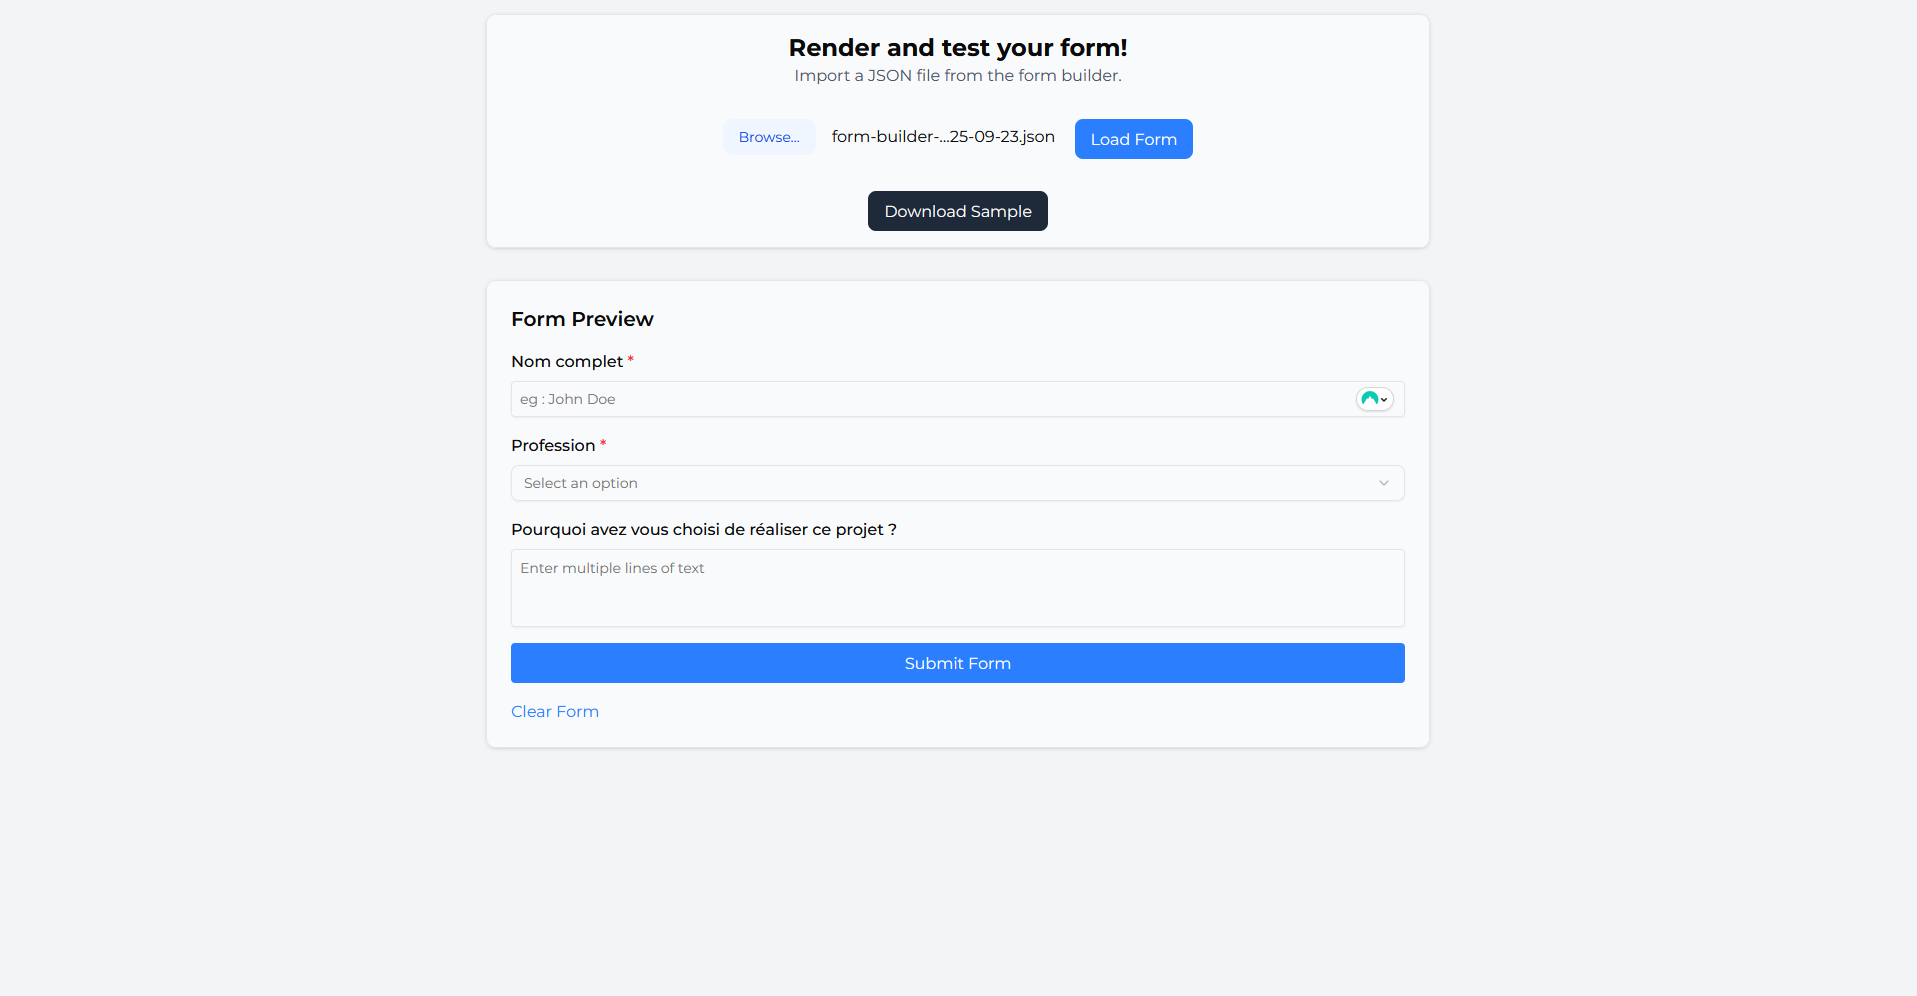 Render and test your form!
Import a JSON file from the form builder.
Browse... form-builder-...25-09-23.json Load Form
Download Sample
Form Preview
Nom complet *
eg : John Doe
Profession *
Select an option
Pourquoi avez vous choisi de réaliser ce projet ?
Enter multiple lines of text
Submit Form
Clear Form